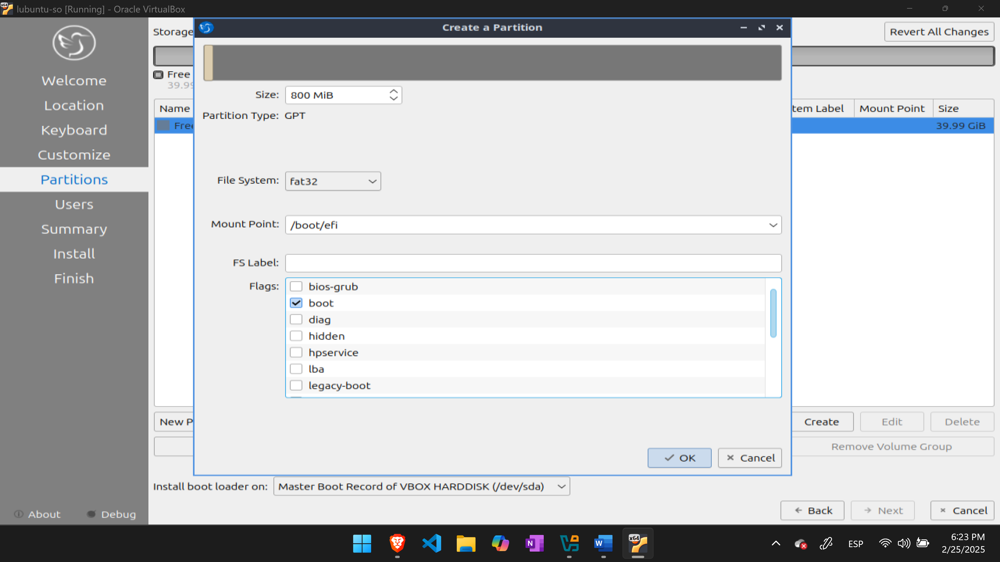 lubuntu-so [Running] - Oracle VirtualBox
Create a Partition
Storage
Revert All Changes
Welcome
Location
Keyboard
Customize
Partitions
Users
Summary
Install
Finish
About
Debug
Free
39.99
Size: 800 MiB
Partition Type: GPT
Name
tem Label
Mount Point
Size
Free
39.99 GiB
File System: fat32
Mount Point: /boot/efi
FS Label:
Flags:
bios-grub
boot
diag
hidden
hpservice
lba
legacy-boot
New P
Create
Edit
Delete
OK
Cancel
Remove Volume Group
Install boot loader on: Master Boot Record of VBOX HARDDISK (/dev/sda)
Back
Next
Cancel
x64
ESP
6:23 PM
2/25/2025